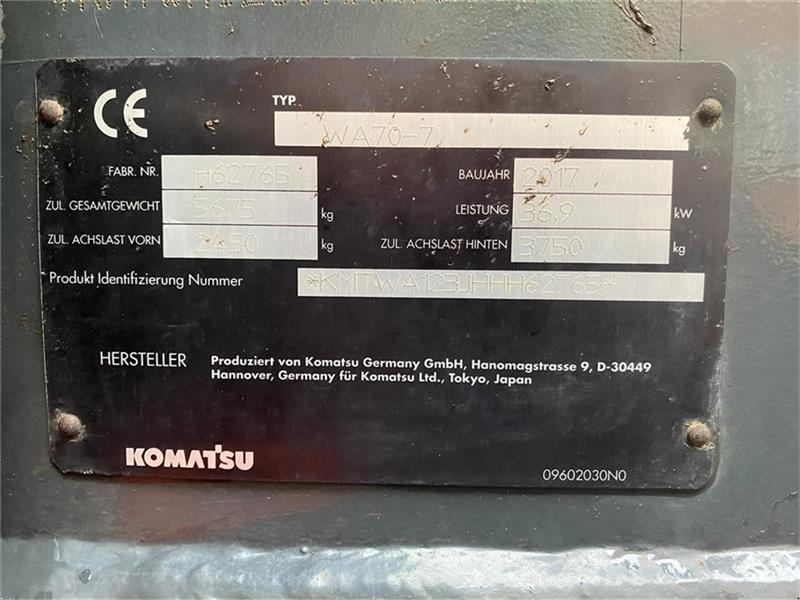 CE
TYP WA70-7
FABR. NR. H62765 BAUJAHR 2017
ZUL. GESAMTGEWICHT 5675 kg LEISTUNG 36,9 kW
ZUL. ACHSLAST VORN 2450 kg ZUL. ACHSLAST HINTEN 3750 kg
Produkt Identifizierung Nummer *KMTWA123JHHH62765*
HERSTELLER Produziert von Komatsu Germany GmbH, Hanomagstrasse 9, D-30449
Hannover, Germany für Komatsu Ltd., Tokyo, Japan
KOMATSU
09602030N0